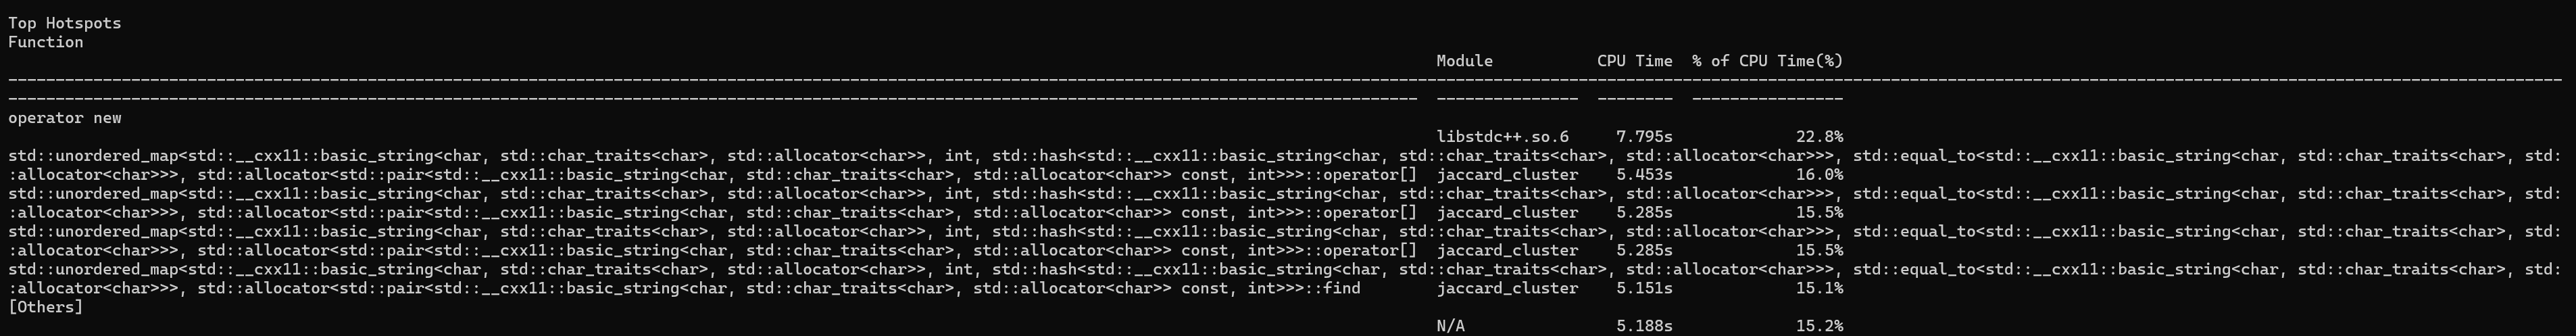 Top Hotspots
Function
Module           CPU Time  % of CPU Time(%)
---------------------------------------------------------------------------------------------------------------------------------------------------------------------------------------------------------------------------------------------------------------------------------
-----------------------------------------------------------------------------------------------------------------------------------------------------  ---------------  --------  ----------------
operator new
libstdc++.so.6     7.795s             22.8%
std::unordered_map<std::__cxx11::basic_string<char, std::char_traits<char>, std::allocator<char>>, int, std::hash<std::__cxx11::basic_string<char, std::char_traits<char>, std::allocator<char>>>, std::equal_to<std::__cxx11::basic_string<char, std::char_traits<char>, std:
:allocator<char>>>, std::allocator<std::pair<std::__cxx11::basic_string<char, std::char_traits<char>, std::allocator<char>> const, int>>>::operator[]  jaccard_cluster    5.453s             16.0%
std::unordered_map<std::__cxx11::basic_string<char, std::char_traits<char>, std::allocator<char>>, int, std::hash<std::__cxx11::basic_string<char, std::char_traits<char>, std::allocator<char>>>, std::equal_to<std::__cxx11::basic_string<char, std::char_traits<char>, std:
:allocator<char>>>, std::allocator<std::pair<std::__cxx11::basic_string<char, std::char_traits<char>, std::allocator<char>> const, int>>>::operator[]  jaccard_cluster    5.285s             15.5%
std::unordered_map<std::__cxx11::basic_string<char, std::char_traits<char>, std::allocator<char>>, int, std::hash<std::__cxx11::basic_string<char, std::char_traits<char>, std::allocator<char>>>, std::equal_to<std::__cxx11::basic_string<char, std::char_traits<char>, std:
:allocator<char>>>, std::allocator<std::pair<std::__cxx11::basic_string<char, std::char_traits<char>, std::allocator<char>> const, int>>>::operator[]  jaccard_cluster    5.285s             15.5%
std::unordered_map<std::__cxx11::basic_string<char, std::char_traits<char>, std::allocator<char>>, int, std::hash<std::__cxx11::basic_string<char, std::char_traits<char>, std::allocator<char>>>, std::equal_to<std::__cxx11::basic_string<char, std::char_traits<char>, std:
:allocator<char>>>, std::allocator<std::pair<std::__cxx11::basic_string<char, std::char_traits<char>, std::allocator<char>> const, int>>>::find        jaccard_cluster    5.151s             15.1%
[Others]
N/A                5.188s             15.2%